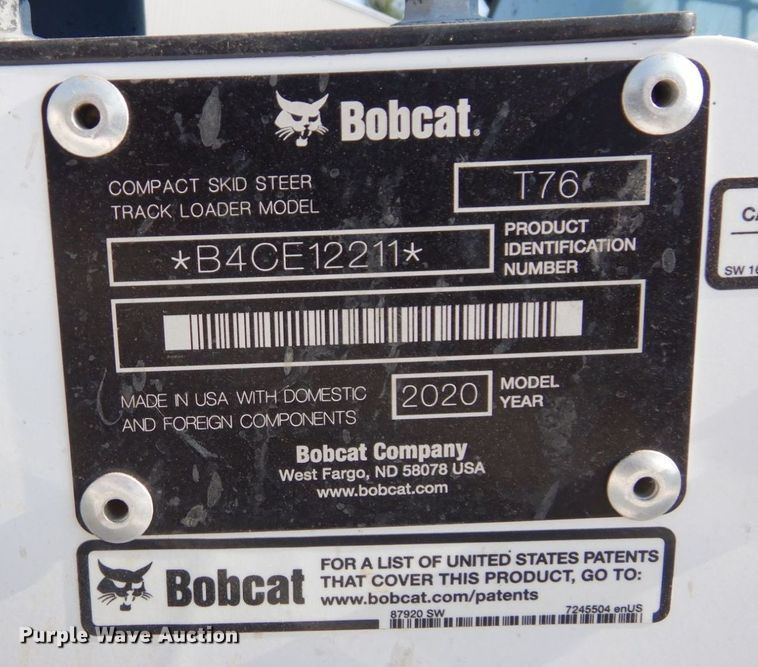 Bobcat.
COMPACT SKID STEER
TRACK LOADER MODEL
T76
*B4CE12211*
PRODUCT
IDENTIFICATION
NUMBER
MADE IN USA WITH DOMESTIC
AND FOREIGN COMPONENTS
2020
MODEL
YEAR
Bobcat Company
West Fargo, ND 58078 USA
www.bobcat.com
CA
SW 16
Bobcat
FOR A LIST OF UNITED STATES PATENTS
THAT COVER THIS PRODUCT, GO TO:
www.bobcat.com/patents
87920 SW
7245504 enUS
Purple Wave Auction